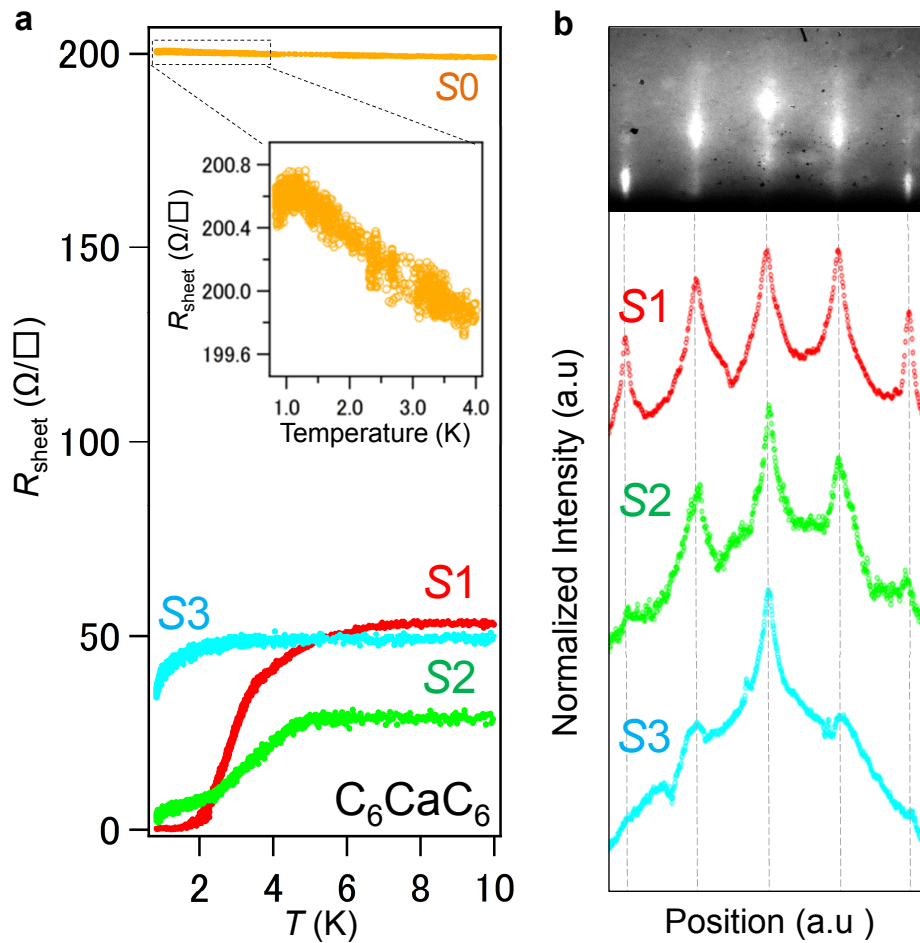 a
200
150
100
50
0
R_sheet (Ω/□)
S0
200.8
200.4
200.0
199.6
R_sheet (Ω/□)
1.0 2.0 3.0 4.0
Temperature (K)
S1
S3
S2
C₆CaC₆
2 4 6 8 10
T (K)
b
S1
S2
S3
Normalized Intensity (a.u)
Position (a.u )